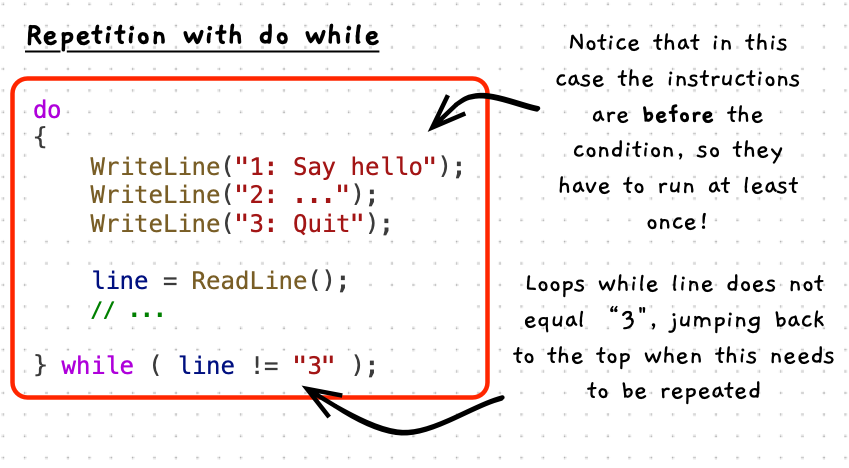 Repetition with do while
do
{
WriteLine("1: Say hello");
WriteLine("2: ...");
WriteLine("3: Quit");
line = ReadLine();
// ...
} while ( line != "3" );
Notice that in this
case the instructions
are before the
condition, so they
have to run at least
once!
Loops while line does not
equal “3", jumping back
to the top when this needs
to be repeated